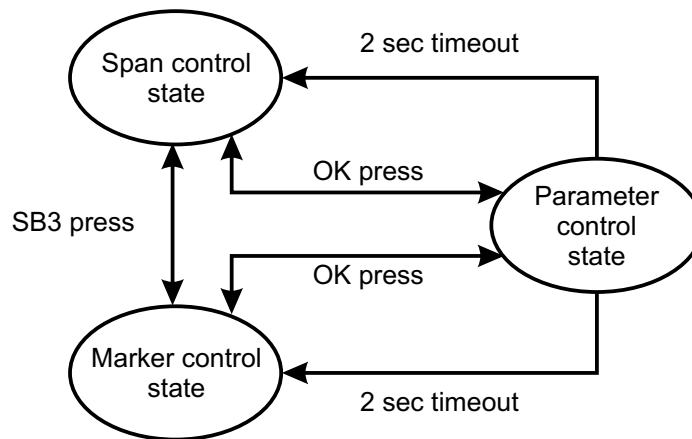 Span control
state
2 sec timeout
OK press
SB3 press
Parameter
control
state
OK press
Marker control
state
2 sec timeout